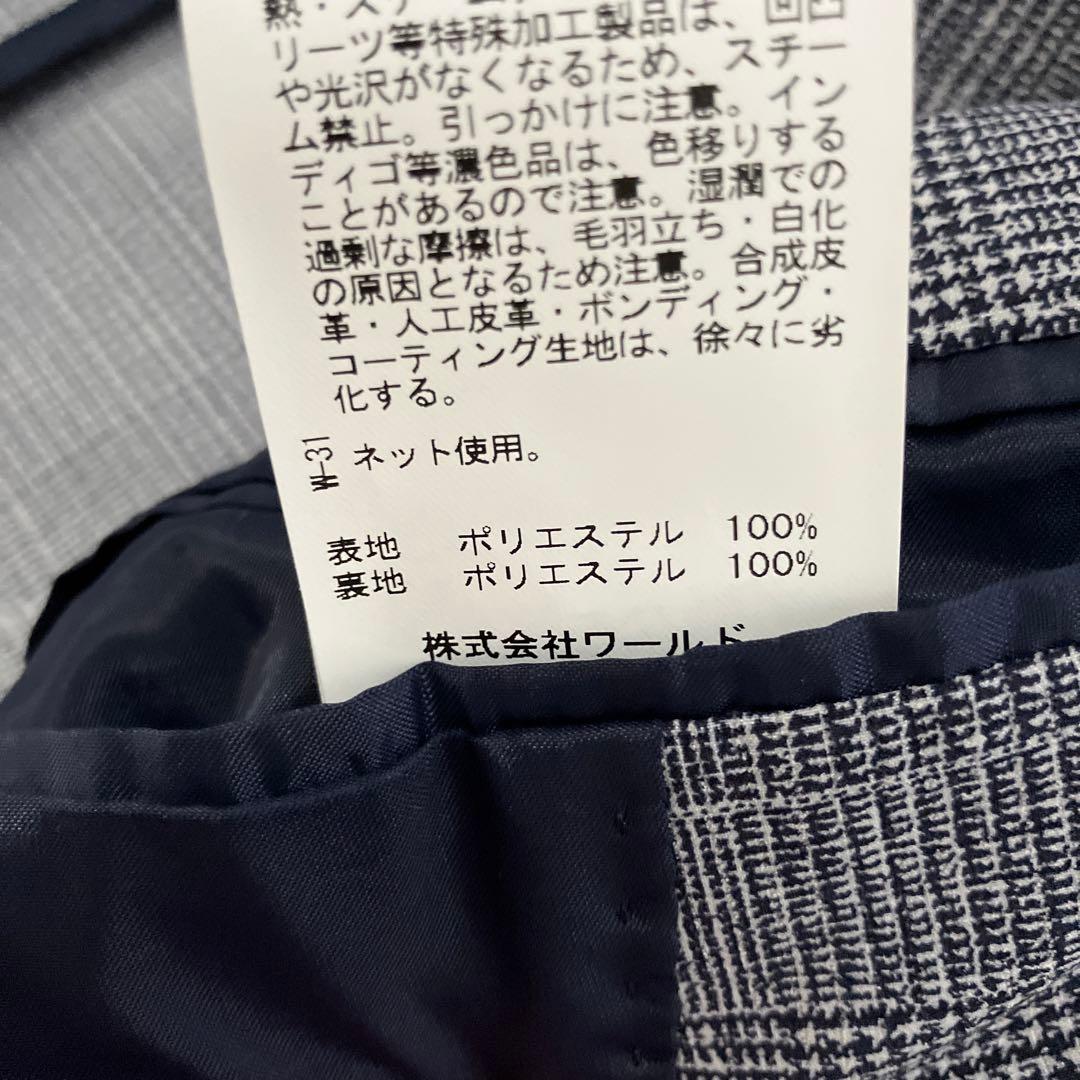 リーツ等特殊加工製品は、凹凸
や光沢がなくなるため、スチー
ム禁止。引っかけに注意。イン
ディゴ等濃色品は、色移りする
ことがあるので注意。湿潤での
過剰な摩擦は、毛羽立ち・白化
の原因となるため注意。合成皮
革・人工皮革・ボンディング・
コーティング生地は、徐々に劣
化する。
W-31 ネット使用。
表地 ポリエステル 100%
裏地 ポリエステル 100%
株式会社ワールド